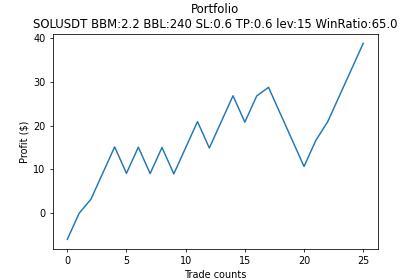 Portfolio
SOLUSDT BBM:2.2 BBL:240 SL:0.6 TP:0.6 lev:15 WinRatio:65.0
40
30
20
10
0
Profit ($)
0 5 10 15 20 25
Trade counts